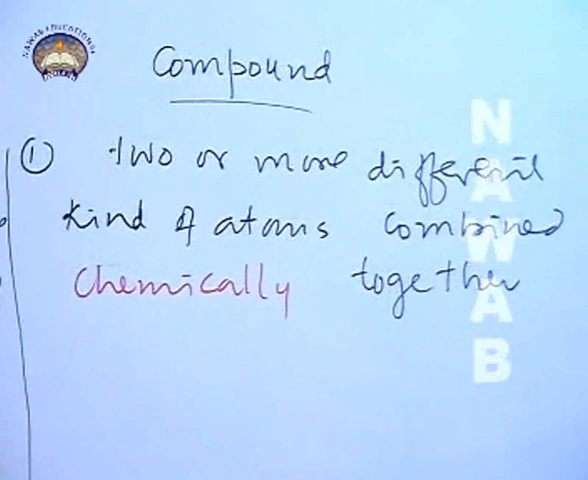 Compound
① two or more different
kind of atoms combined
chemically together
NAWAB